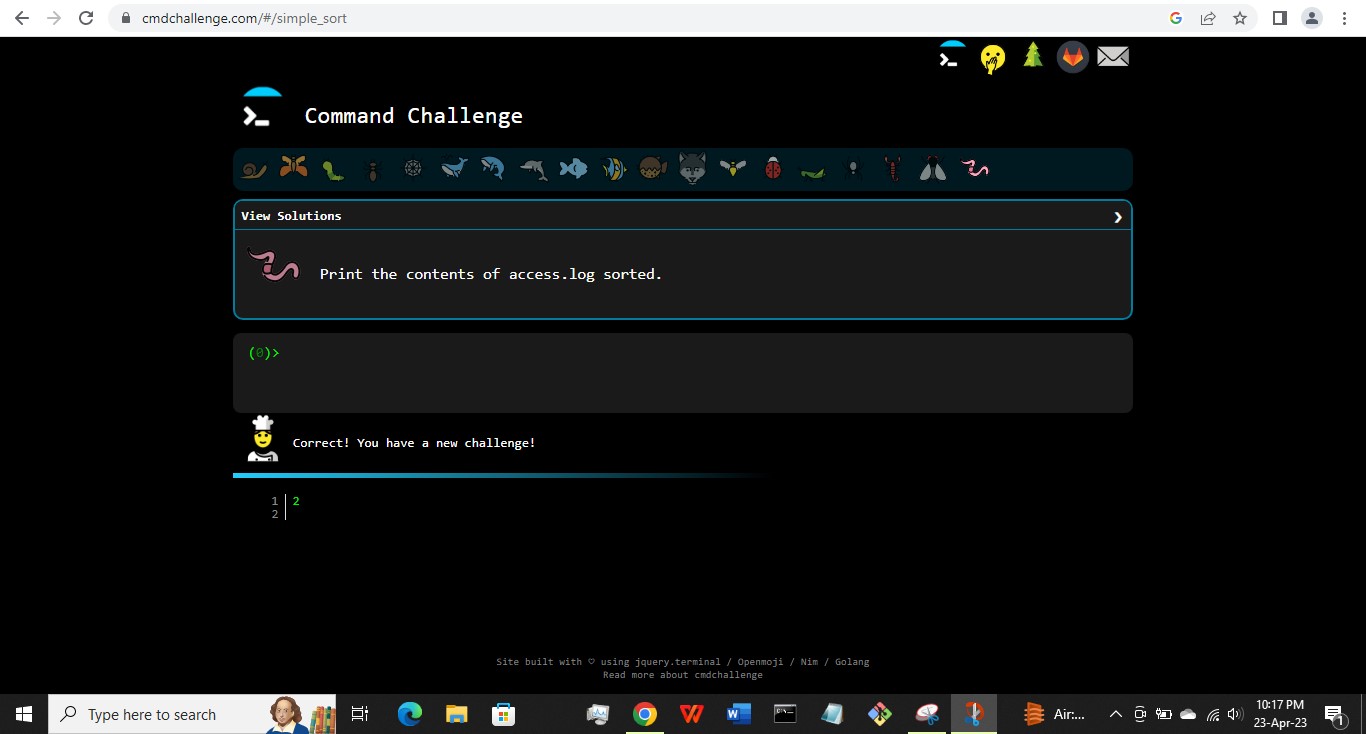 cmdchallenge.com/#/simple_sort
Command Challenge
View Solutions
Print the contents of access.log sorted.
(0)>
Correct! You have a new challenge!
1 2
2
Site built with ♡ using jquery.terminal / Openmoji / Nim / Golang
Read more about cmdchallenge
Type here to search
Air:...
10:17 PM
23-Apr-23
1